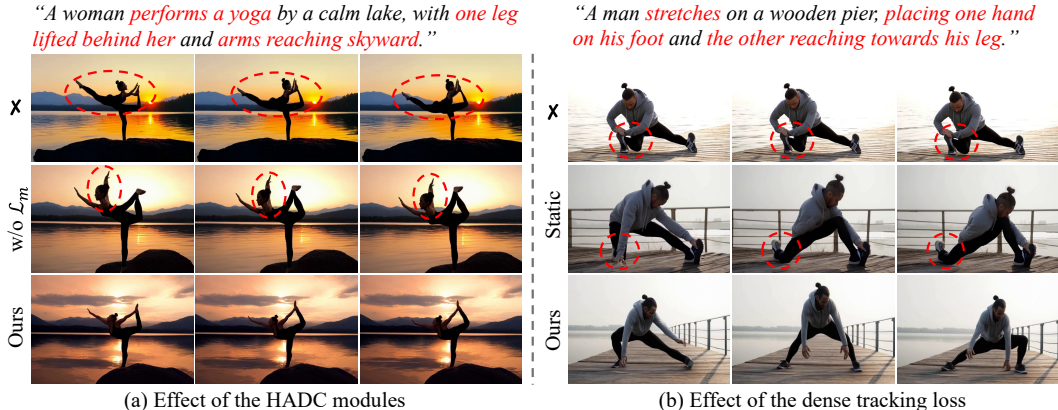 “A woman performs a yoga by a calm lake, with one leg
lifted behind her and arms reaching skyward.”
✗
w/o ℒm
Ours
(a) Effect of the HADC modules
“A man stretches on a wooden pier, placing one hand
on his foot and the other reaching towards his leg.”
✗
Static
Ours
(b) Effect of the dense tracking loss